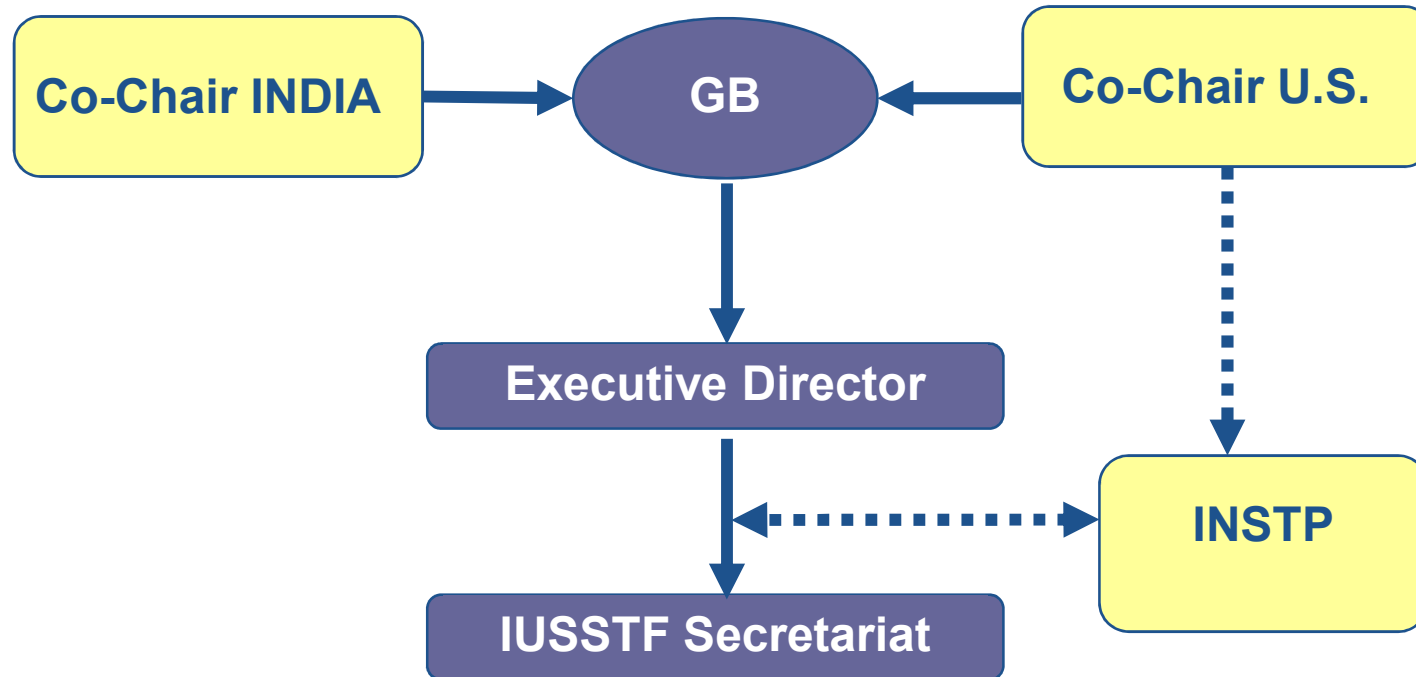 Co-Chair INDIA
GB
Co-Chair U.S.
Executive Director
INSTP
IUSSTF Secretariat